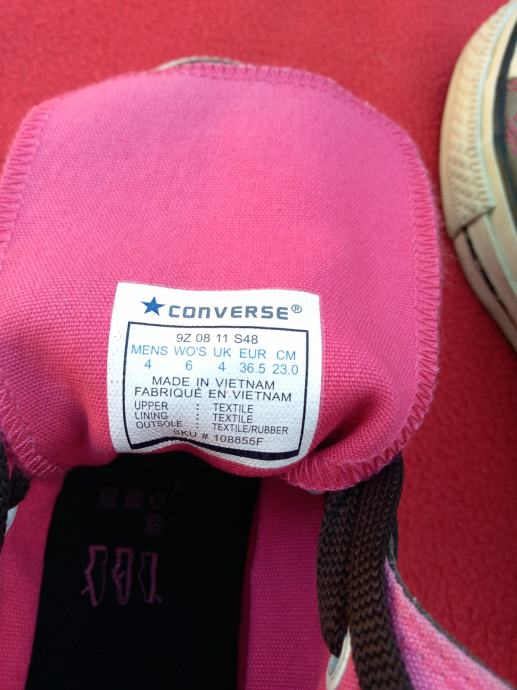 CONVERSE®
9Z 08 11 S48
MENS WO'S UK EUR CM
4 6 4 36.5 23.0
MADE IN VIETNAM
FABRIQUÉ EN VIETNAM
UPPER : TEXTILE
LINING : TEXTILE
OUTSOLE : TEXTILE/RUBBER
SKU # 108855F